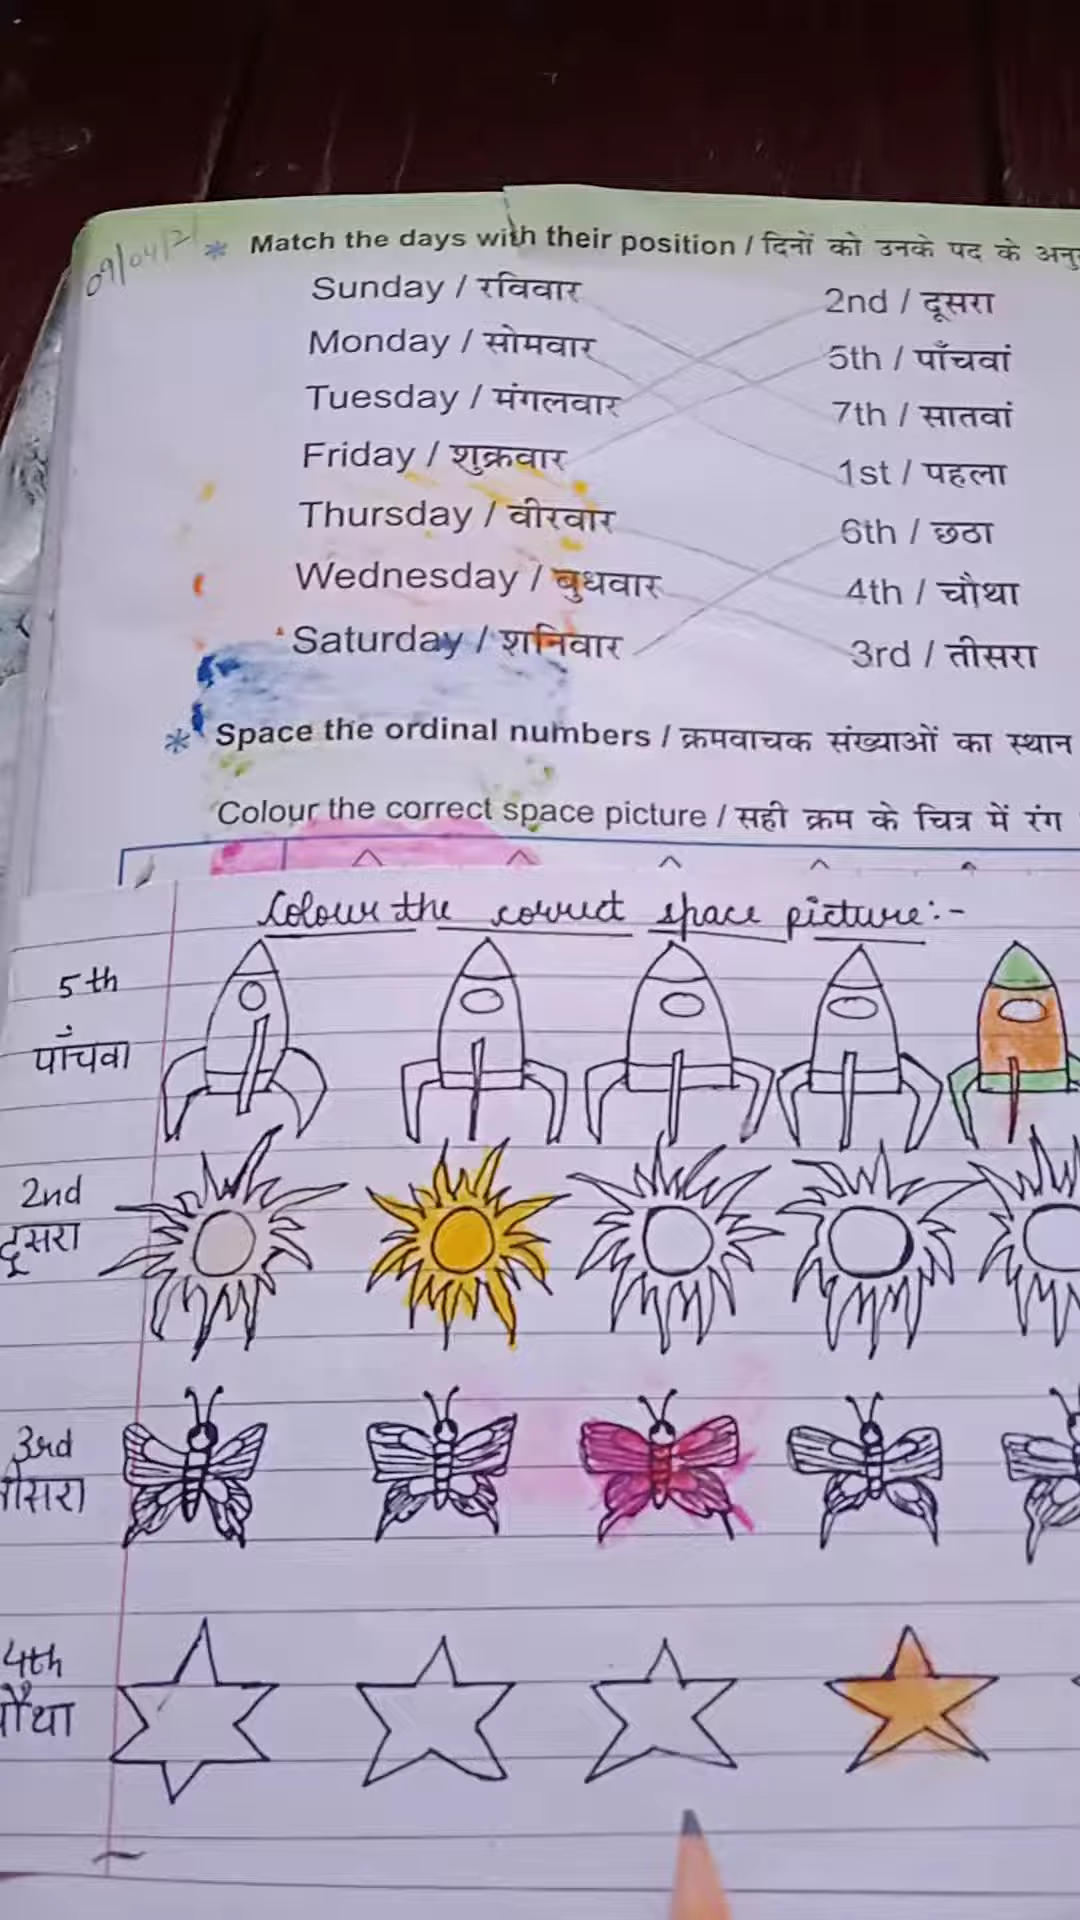 09/04/21
* Match the days with their position / दिनों को उनके पद के
Sunday / रविवार 2nd / दूसरा
Monday / सोमवार 5th / पाँचवां
Tuesday / मंगलवार 7th / सातवां
Friday / शुक्रवार 1st / पहला
Thursday / वीरवार 6th / छठा
Wednesday / बुधवार 4th / चौथा
Saturday / शनिवार 3rd / तीसरा
* Space the ordinal numbers / क्रमवाचक संख्याओं का स्थान
Colour the correct space picture / सही क्रम के चित्र में रंग
Colour the correct space picture:-
5th
पाँचवा
2nd
दूसरा
3rd
4th